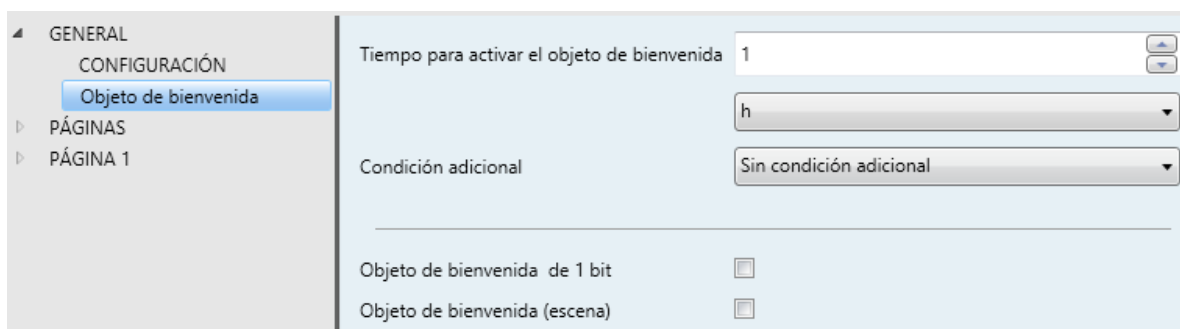 GENERAL
CONFIGURACIÓN
Objeto de bienvenida
PÁGINAS
PÁGINA 1
Tiempo para activar el objeto de bienvenida 1
h
Condición adicional Sin condición adicional
Objeto de bienvenida de 1 bit
Objeto de bienvenida (escena)